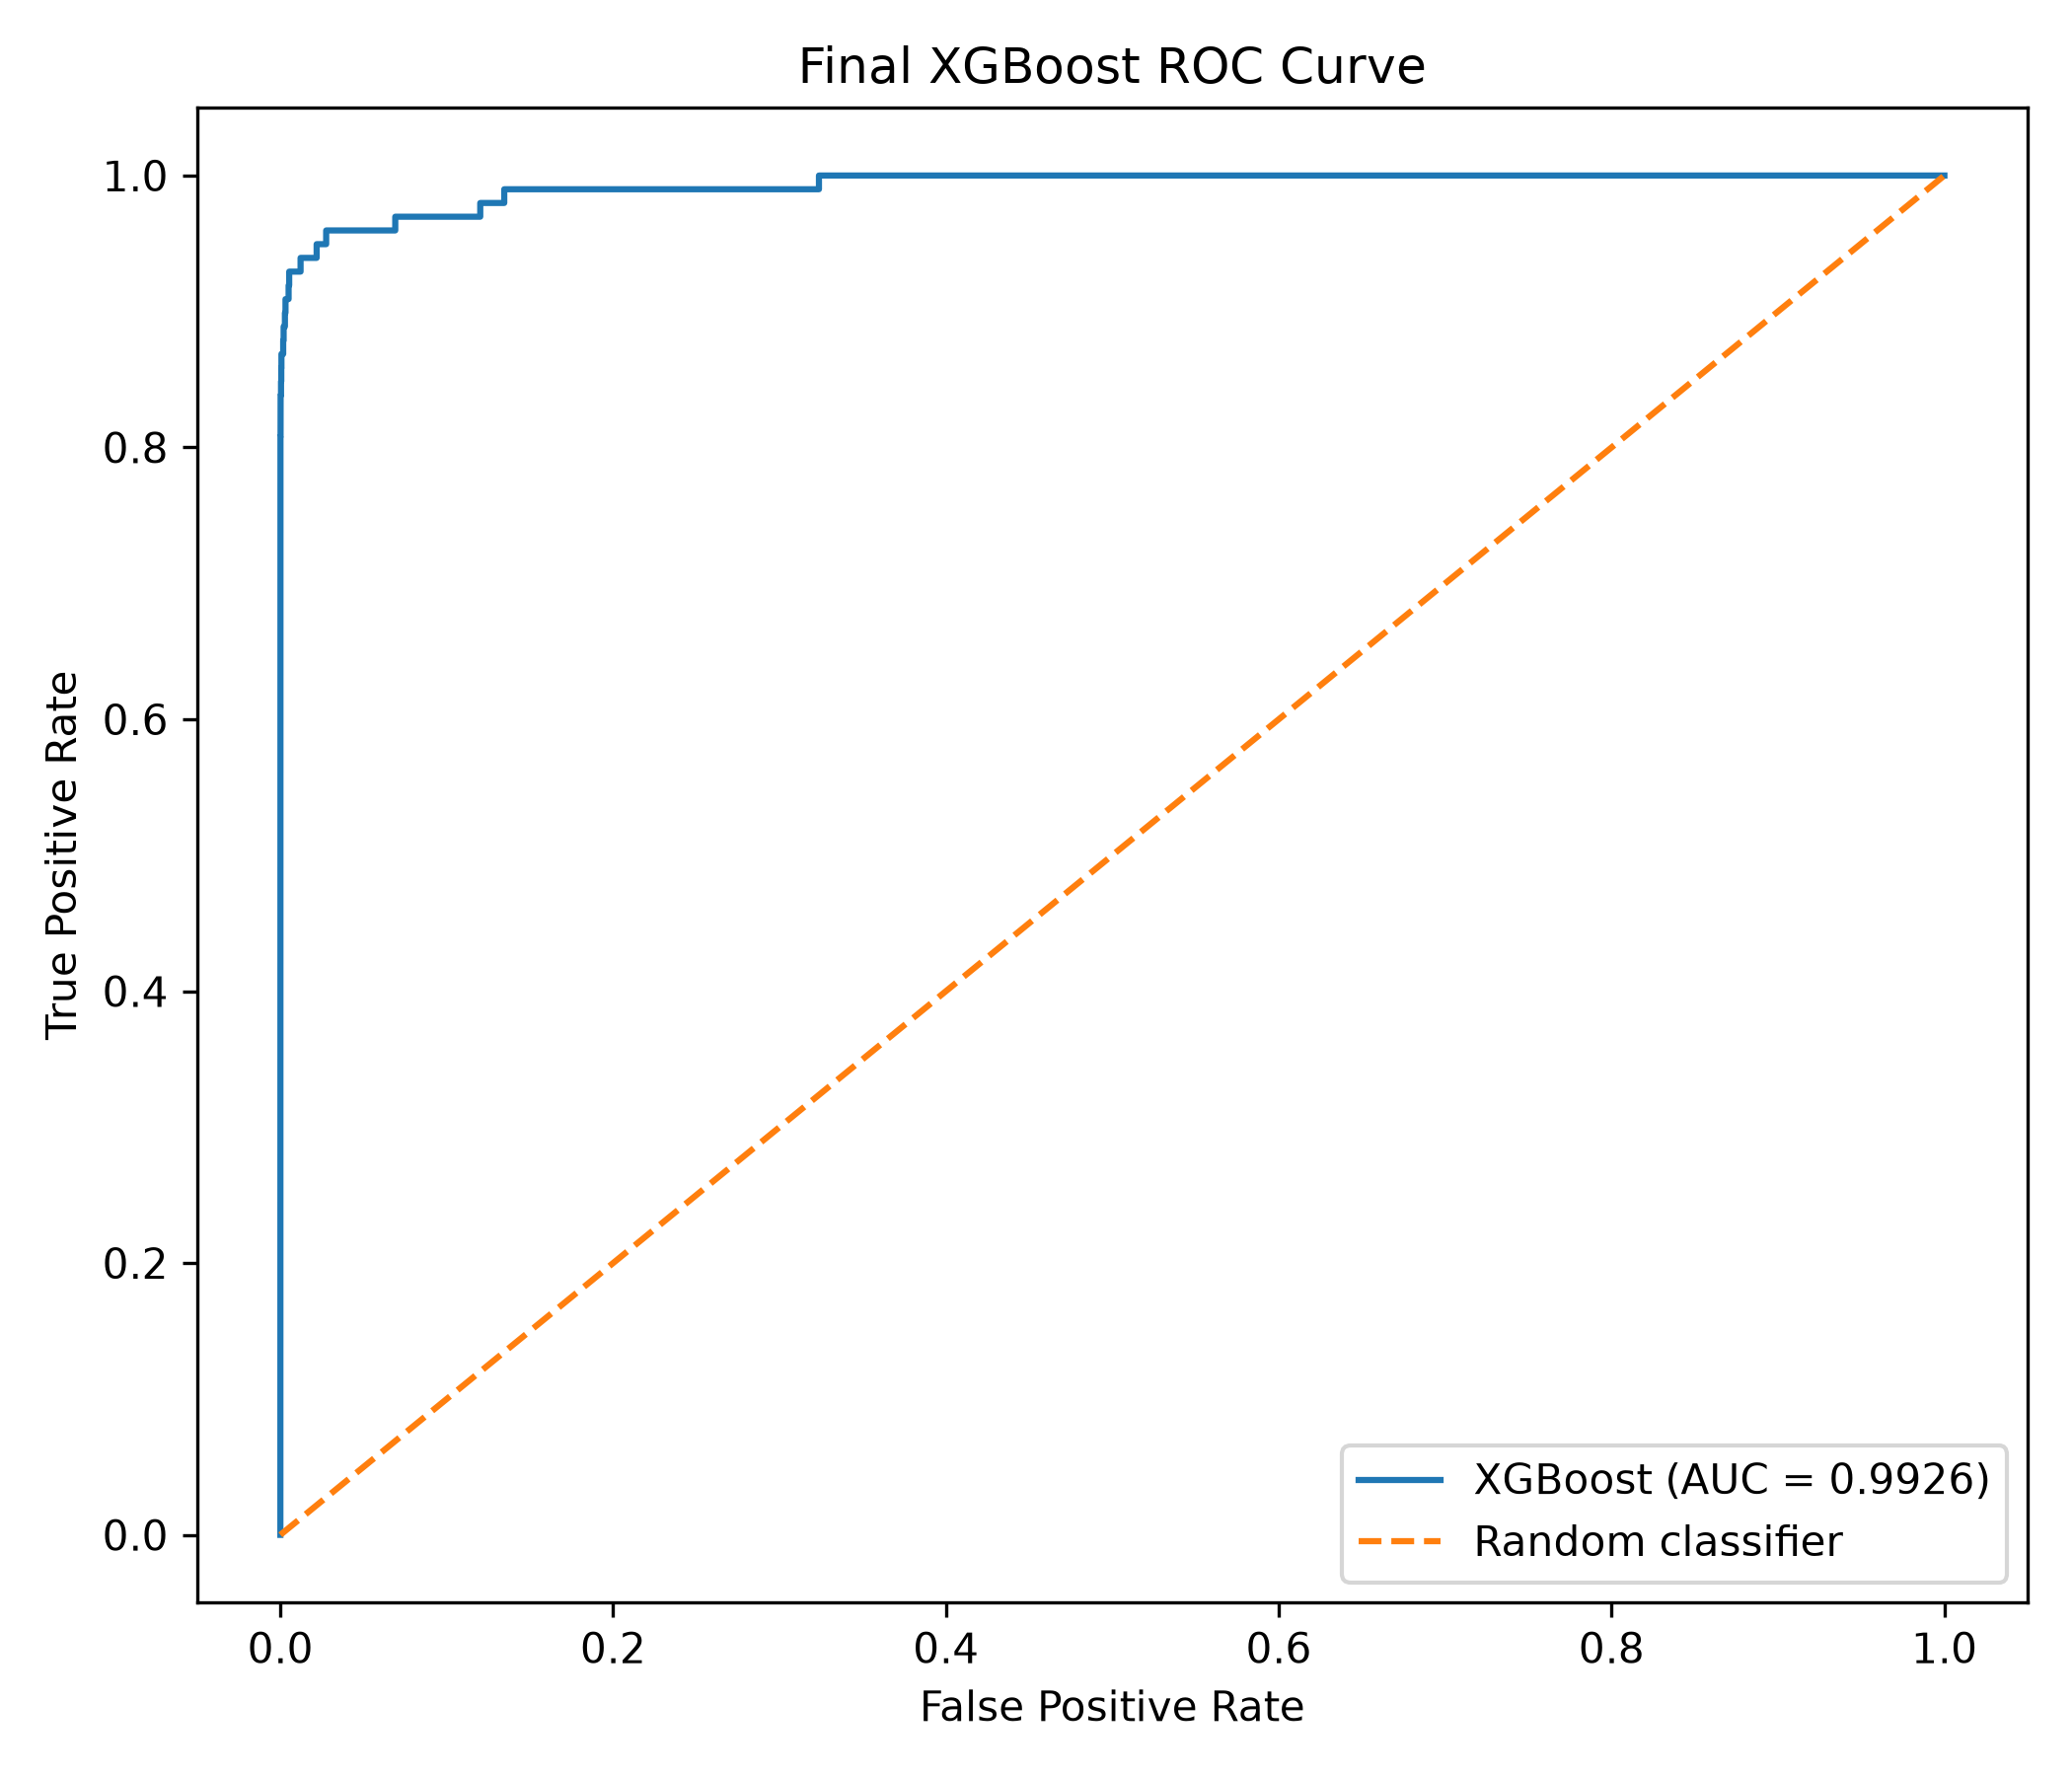 Final XGBoost ROC Curve
True Positive Rate
1.0
0.8
0.6
0.4
0.2
0.0
XGBoost (AUC = 0.9926)
Random classifier
0.0 0.2 0.4 0.6 0.8 1.0
False Positive Rate